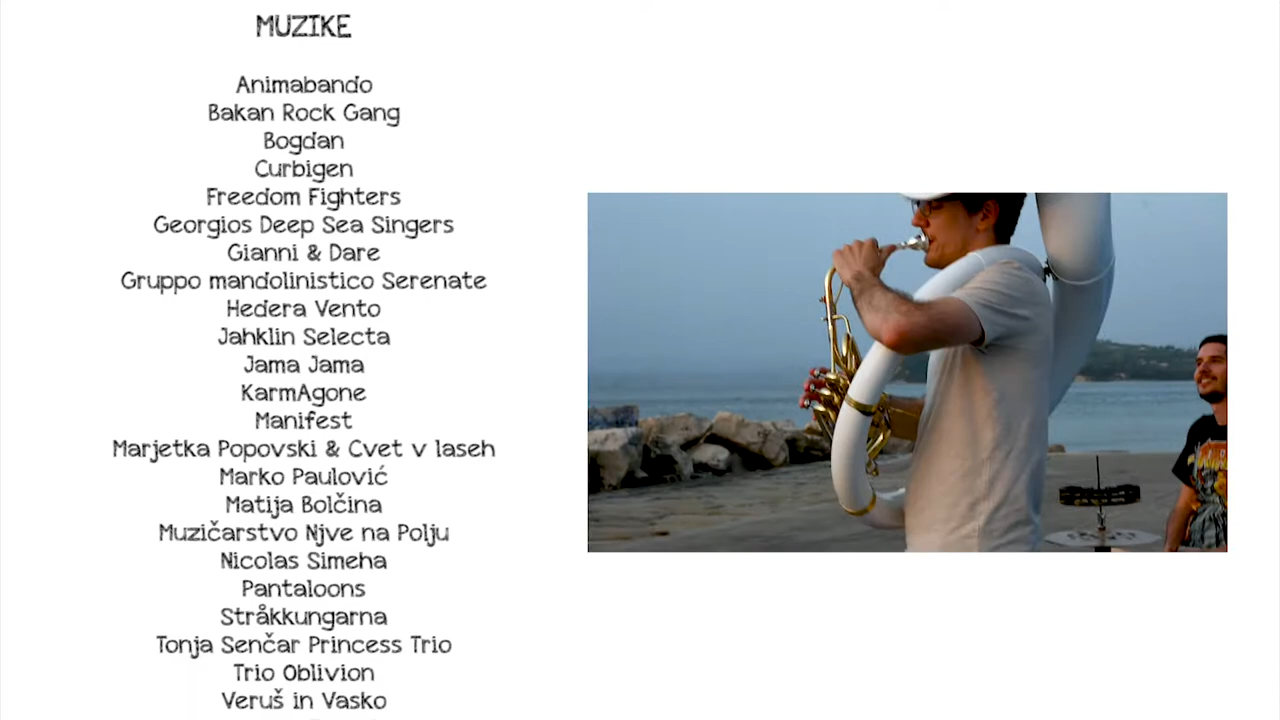 MUZIKE
Animabando
Bakan Rock Gang
Bogdan
Curbigen
Freedom Fighters
Georgios Deep Sea Singers
Gianni & Dare
Gruppo mandolinistico Serenate
Hedera Vento
Jahklin Selecta
Jama Jama
KarmAgone
Manifest
Marjetka Popovski & Cvet v laseh
Marko Paulović
Matija Bolčina
Muzičarstvo Njve na Polju
Nicolas Simeha
Pantaloons
Stråkkungarna
Tonja Senčar Princess Trio
Trio Oblivion
Veruš in Vasko